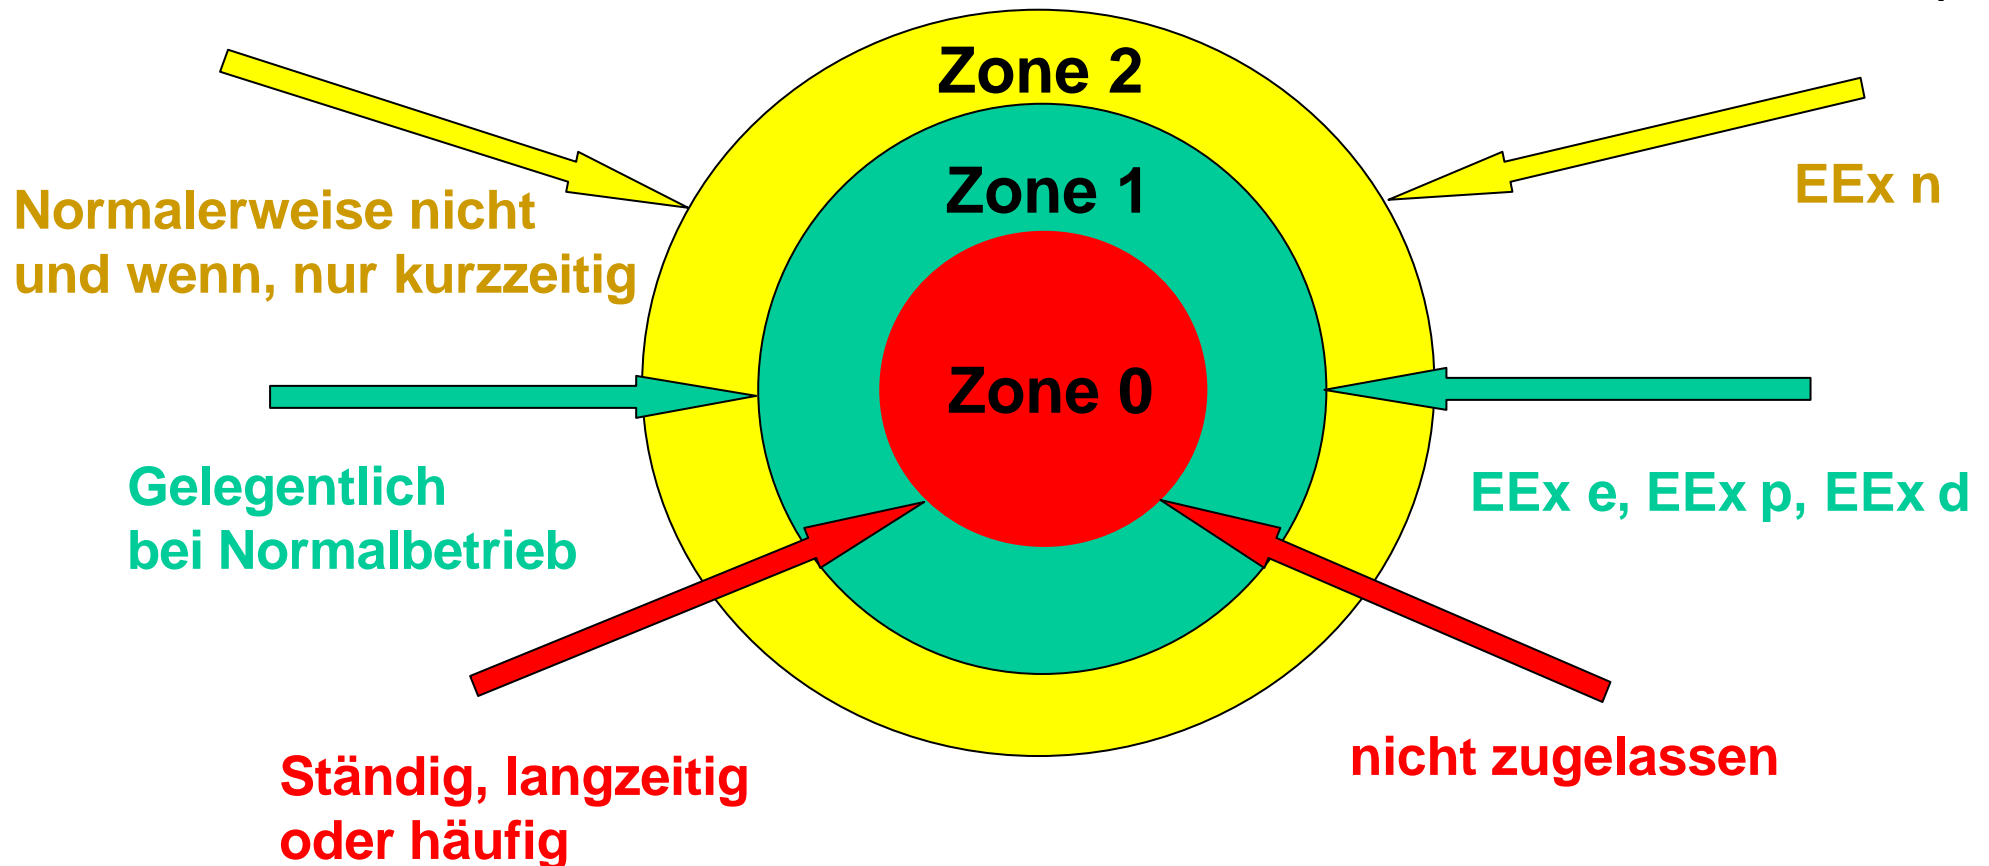 Zone 2
Zone 1
Zone 0
Normalerweise nicht
und wenn, nur kurzzeitig
EEx n
Gelegentlich
bei Normalbetrieb
EEx e, EEx p, EEx d
Ständig, langzeitig
oder häufig
nicht zugelassen